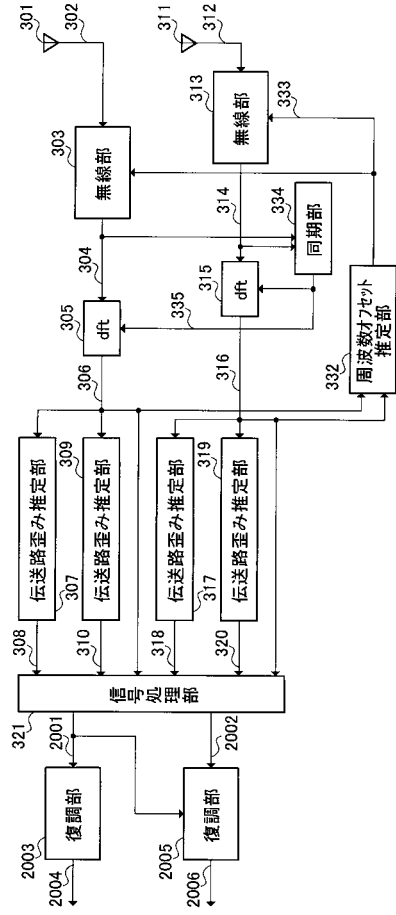 301
302
303
無線部
304
305
dft
306
311
312
313
無線部
314
315
dft
316
333
334
同期部
335
332
周波数オフセット
推定部
307
伝送路歪み推定部
308
309
伝送路歪み推定部
310
317
伝送路歪み推定部
318
319
伝送路歪み推定部
320
321
信号処理部
2001
2002
2003
復調部
2004
2005
復調部
2006